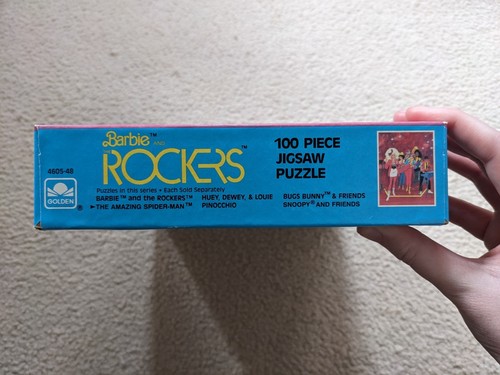 Barbie™ AND
THE ROCKERS™
100 PIECE
JIGSAW
PUZZLE
4605-48
GOLDEN
Puzzles in this series • Each Sold Separately
BARBIE™ and the ROCKERS™ HUEY, DEWEY, & LOUIE BUGS BUNNY™ & FRIENDS
THE AMAZING SPIDER-MAN™ PINOCCHIO SNOOPY® AND FRIENDS